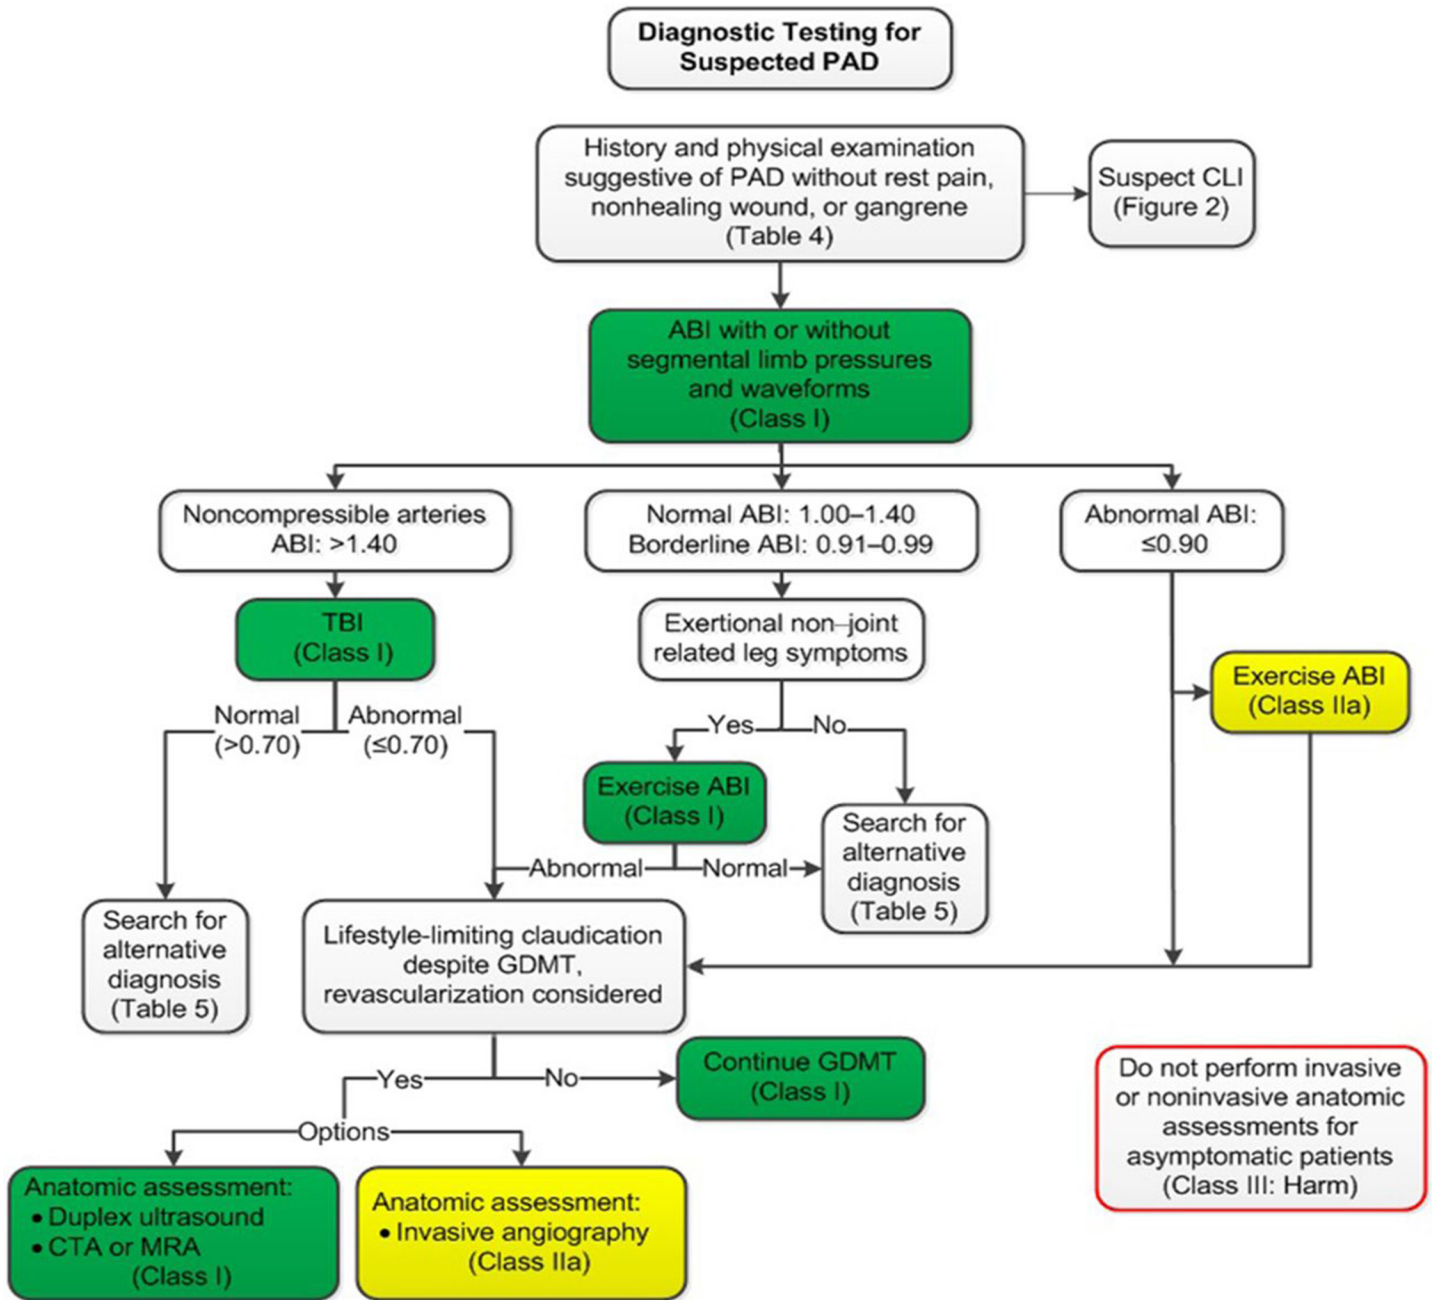 Diagnostic Testing for
Suspected PAD
History and physical examination
suggestive of PAD without rest pain,
nonhealing wound, or gangrene
(Table 4)
Suspect CLI
(Figure 2)
ABI with or without
segmental limb pressures
and waveforms
(Class I)
Noncompressible arteries
ABI: >1.40
Normal ABI: 1.00–1.40
Borderline ABI: 0.91–0.99
Abnormal ABI:
≤0.90
TBI
(Class I)
Exertional non–joint
related leg symptoms
Exercise ABI
(Class IIa)
Normal
(>0.70)
Abnormal
(≤0.70)
Yes
No
Exercise ABI
(Class I)
Search for
alternative
diagnosis
(Table 5)
Abnormal
Normal
Search for
alternative
diagnosis
(Table 5)
Lifestyle-limiting claudication
despite GDMT,
revascularization considered
Yes
No
Continue GDMT
(Class I)
Do not perform invasive
or noninvasive anatomic
assessments for
asymptomatic patients
(Class III: Harm)
Options
Anatomic assessment:
• Duplex ultrasound
• CTA or MRA
(Class I)
Anatomic assessment:
• Invasive angiography
(Class IIa)